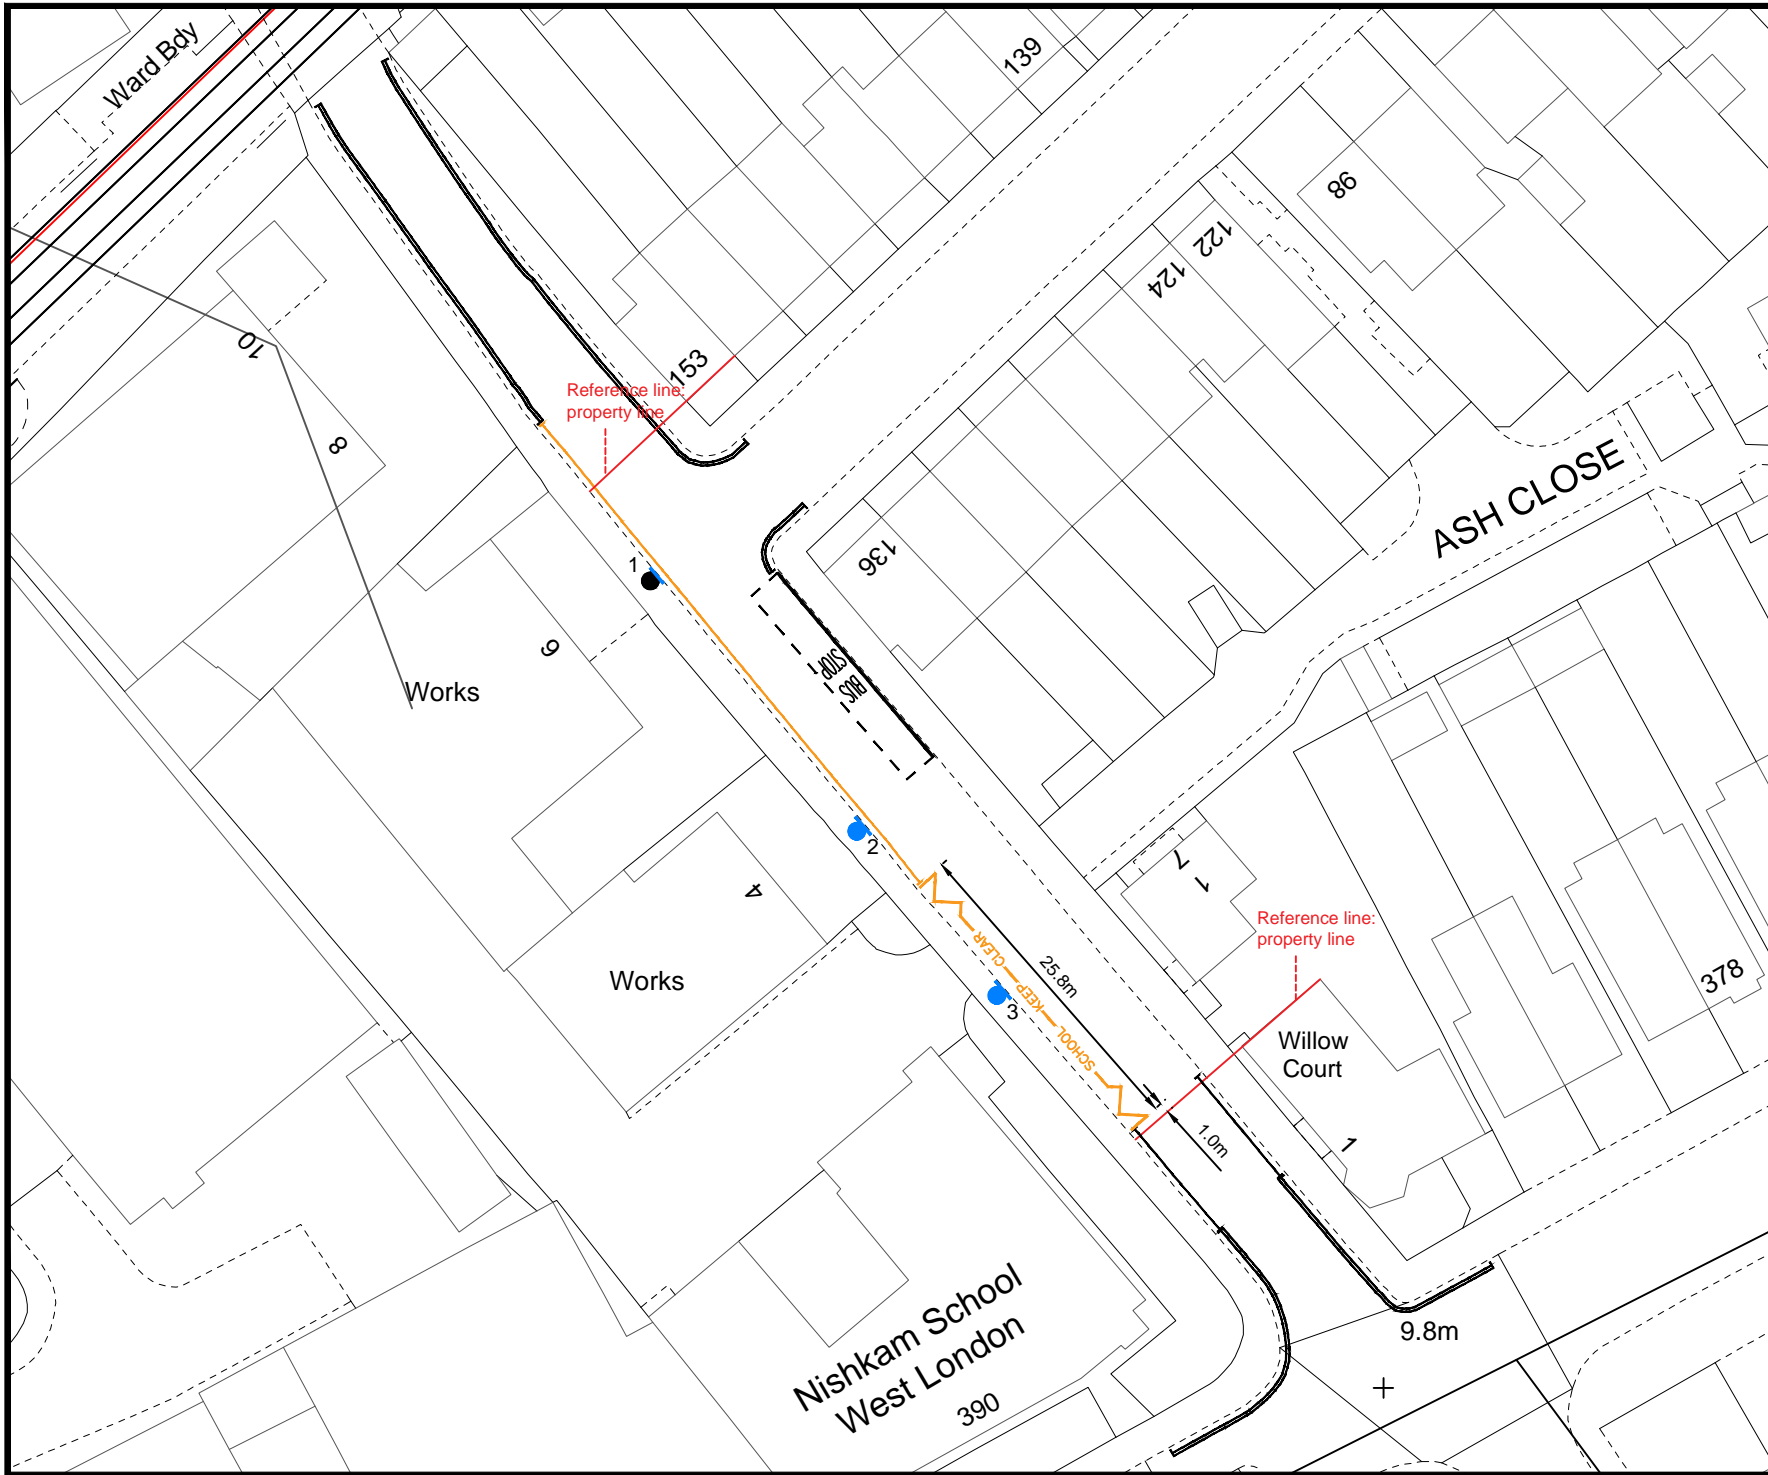 Ward Bdy
139
98
122
124
10
153
Reference line:
property line
8
136
ASH CLOSE
1
6
BUS
STOP
Works
2
4
1
7
Reference line:
property line
25.8m
SCHOOL KEEP CLEAR
3
Works
378
Willow
Court
1.0m
1
Nishkam School
West London
390
9.8m